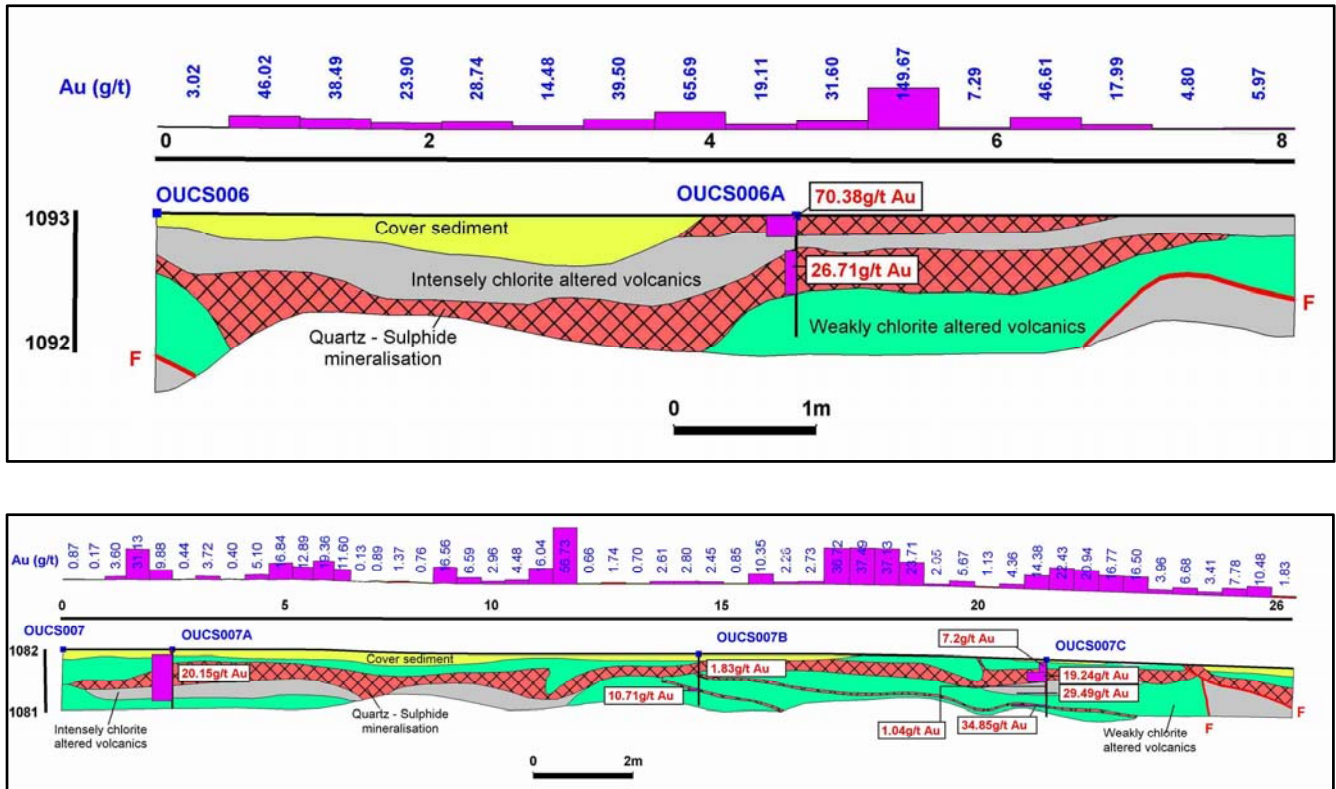 Au (g/t) 3.02 46.02 38.49 23.90 28.74 14.48 39.50 65.69 19.11 31.60 149.67 7.29 46.61 17.99 4.80 5.97
0 2 4 6 8
OUCS006 OUCS006A 70.38g/t Au
1093
Cover sediment
Intensely chlorite altered volcanics 26.71g/t Au
Quartz - Sulphide
mineralisation
Weakly chlorite altered volcanics
F
1092
F
0 1m
Au (g/t) 0.87 0.17 3.60 31.13 9.88 0.44 3.72 0.40 5.10 16.84 12.89 19.36 11.60 0.13 0.89 1.37 0.76 16.56 6.59 2.96 4.48 16.04 56.73 0.66 1.74 0.70 2.61 2.80 2.45 0.85 10.35 2.73 37.49 37.13 23.71 2.05 5.67 1.13 4.36 14.38 22.43 20.94 16.77 16.50 3.96 6.68 3.41 7.78 10.48 1.83
0 5 10 15 20 26
OUCS007 OUCS007A OUCS007B 7.2g/t Au OUCS007C
1082
Cover sediment
20.15g/t Au 1.83g/t Au 19.24g/t Au
10.71g/t Au 29.49g/t Au
1081
1.04g/t Au 34.85g/t Au
Intensely chlorite
altered volcanics
Quartz - Sulphide
mineralisation
Weakly chlorite
altered volcanics
F
F
0 2m